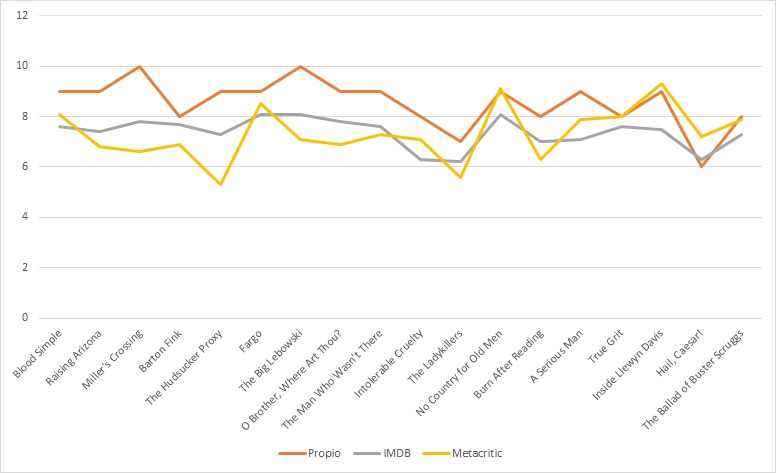 12
10
8
6
4
2
0
Blood Simple
Raising Arizona
Miller's Crossing
Barton Fink
The Hudsucker Proxy
Fargo
The Big Lebowski
O Brother, Where Art Thou?
The Man Who Wasn't There
Intolerable Cruelty
The Ladykillers
No Country for Old Men
Burn After Reading
A Serious Man
True Grit
Inside Llewyn Davis
Hail, Caesar!
The Ballad of Buster Scruggs
Propio IMDB Metacritic